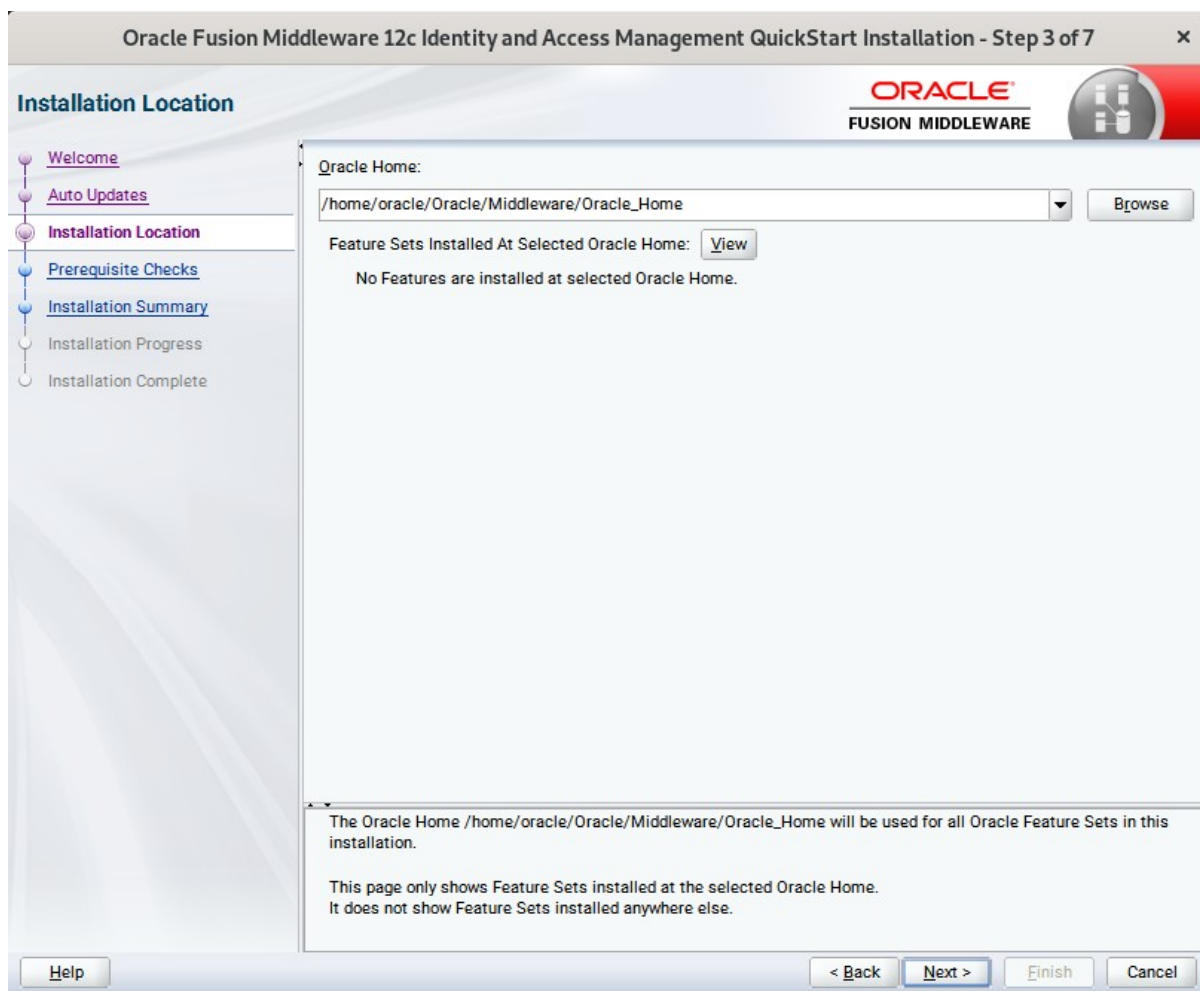 Oracle Fusion Middleware 12c Identity and Access Management QuickStart Installation - Step 3 of 7
Installation Location
ORACLE
FUSION MIDDLEWARE
Welcome
Auto Updates
Installation Location
Prerequisite Checks
Installation Summary
Installation Progress
Installation Complete
Oracle Home:
/home/oracle/Oracle/Middleware/Oracle_Home
Browse
Feature Sets Installed At Selected Oracle Home: View
No Features are installed at selected Oracle Home.
The Oracle Home /home/oracle/Oracle/Middleware/Oracle_Home will be used for all Oracle Feature Sets in this
installation.
This page only shows Feature Sets installed at the selected Oracle Home.
It does not show Feature Sets installed anywhere else.
Help
< Back
Next >
Finish
Cancel